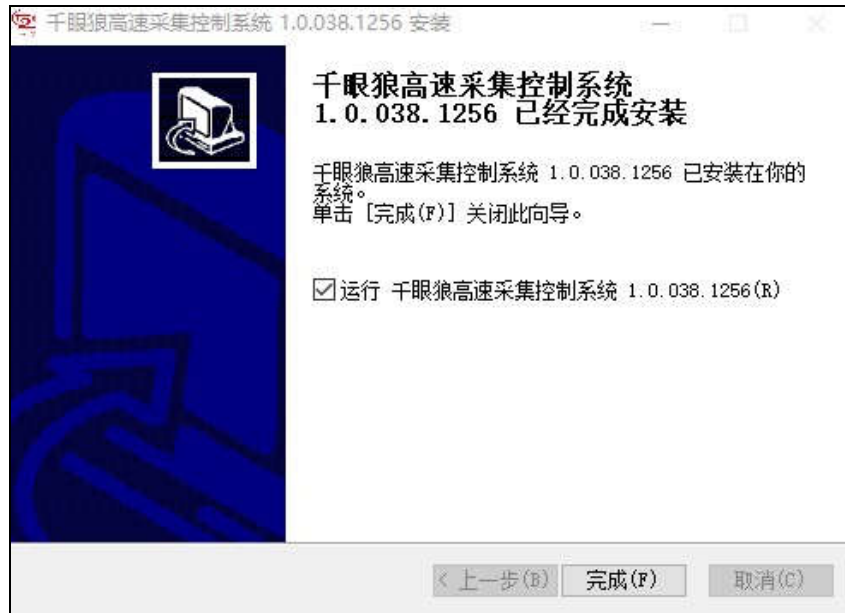 千眼狼高速采集控制系统 1.0.038.1256 安装
千眼狼高速采集控制系统
1.0.038.1256 已经完成安装
千眼狼高速采集控制系统 1.0.038.1256 已安装在你的
系统。
单击 [完成(F)] 关闭此向导。
运行 千眼狼高速采集控制系统 1.0.038.1256(R)
< 上一步(B) 完成(F) 取消(C)